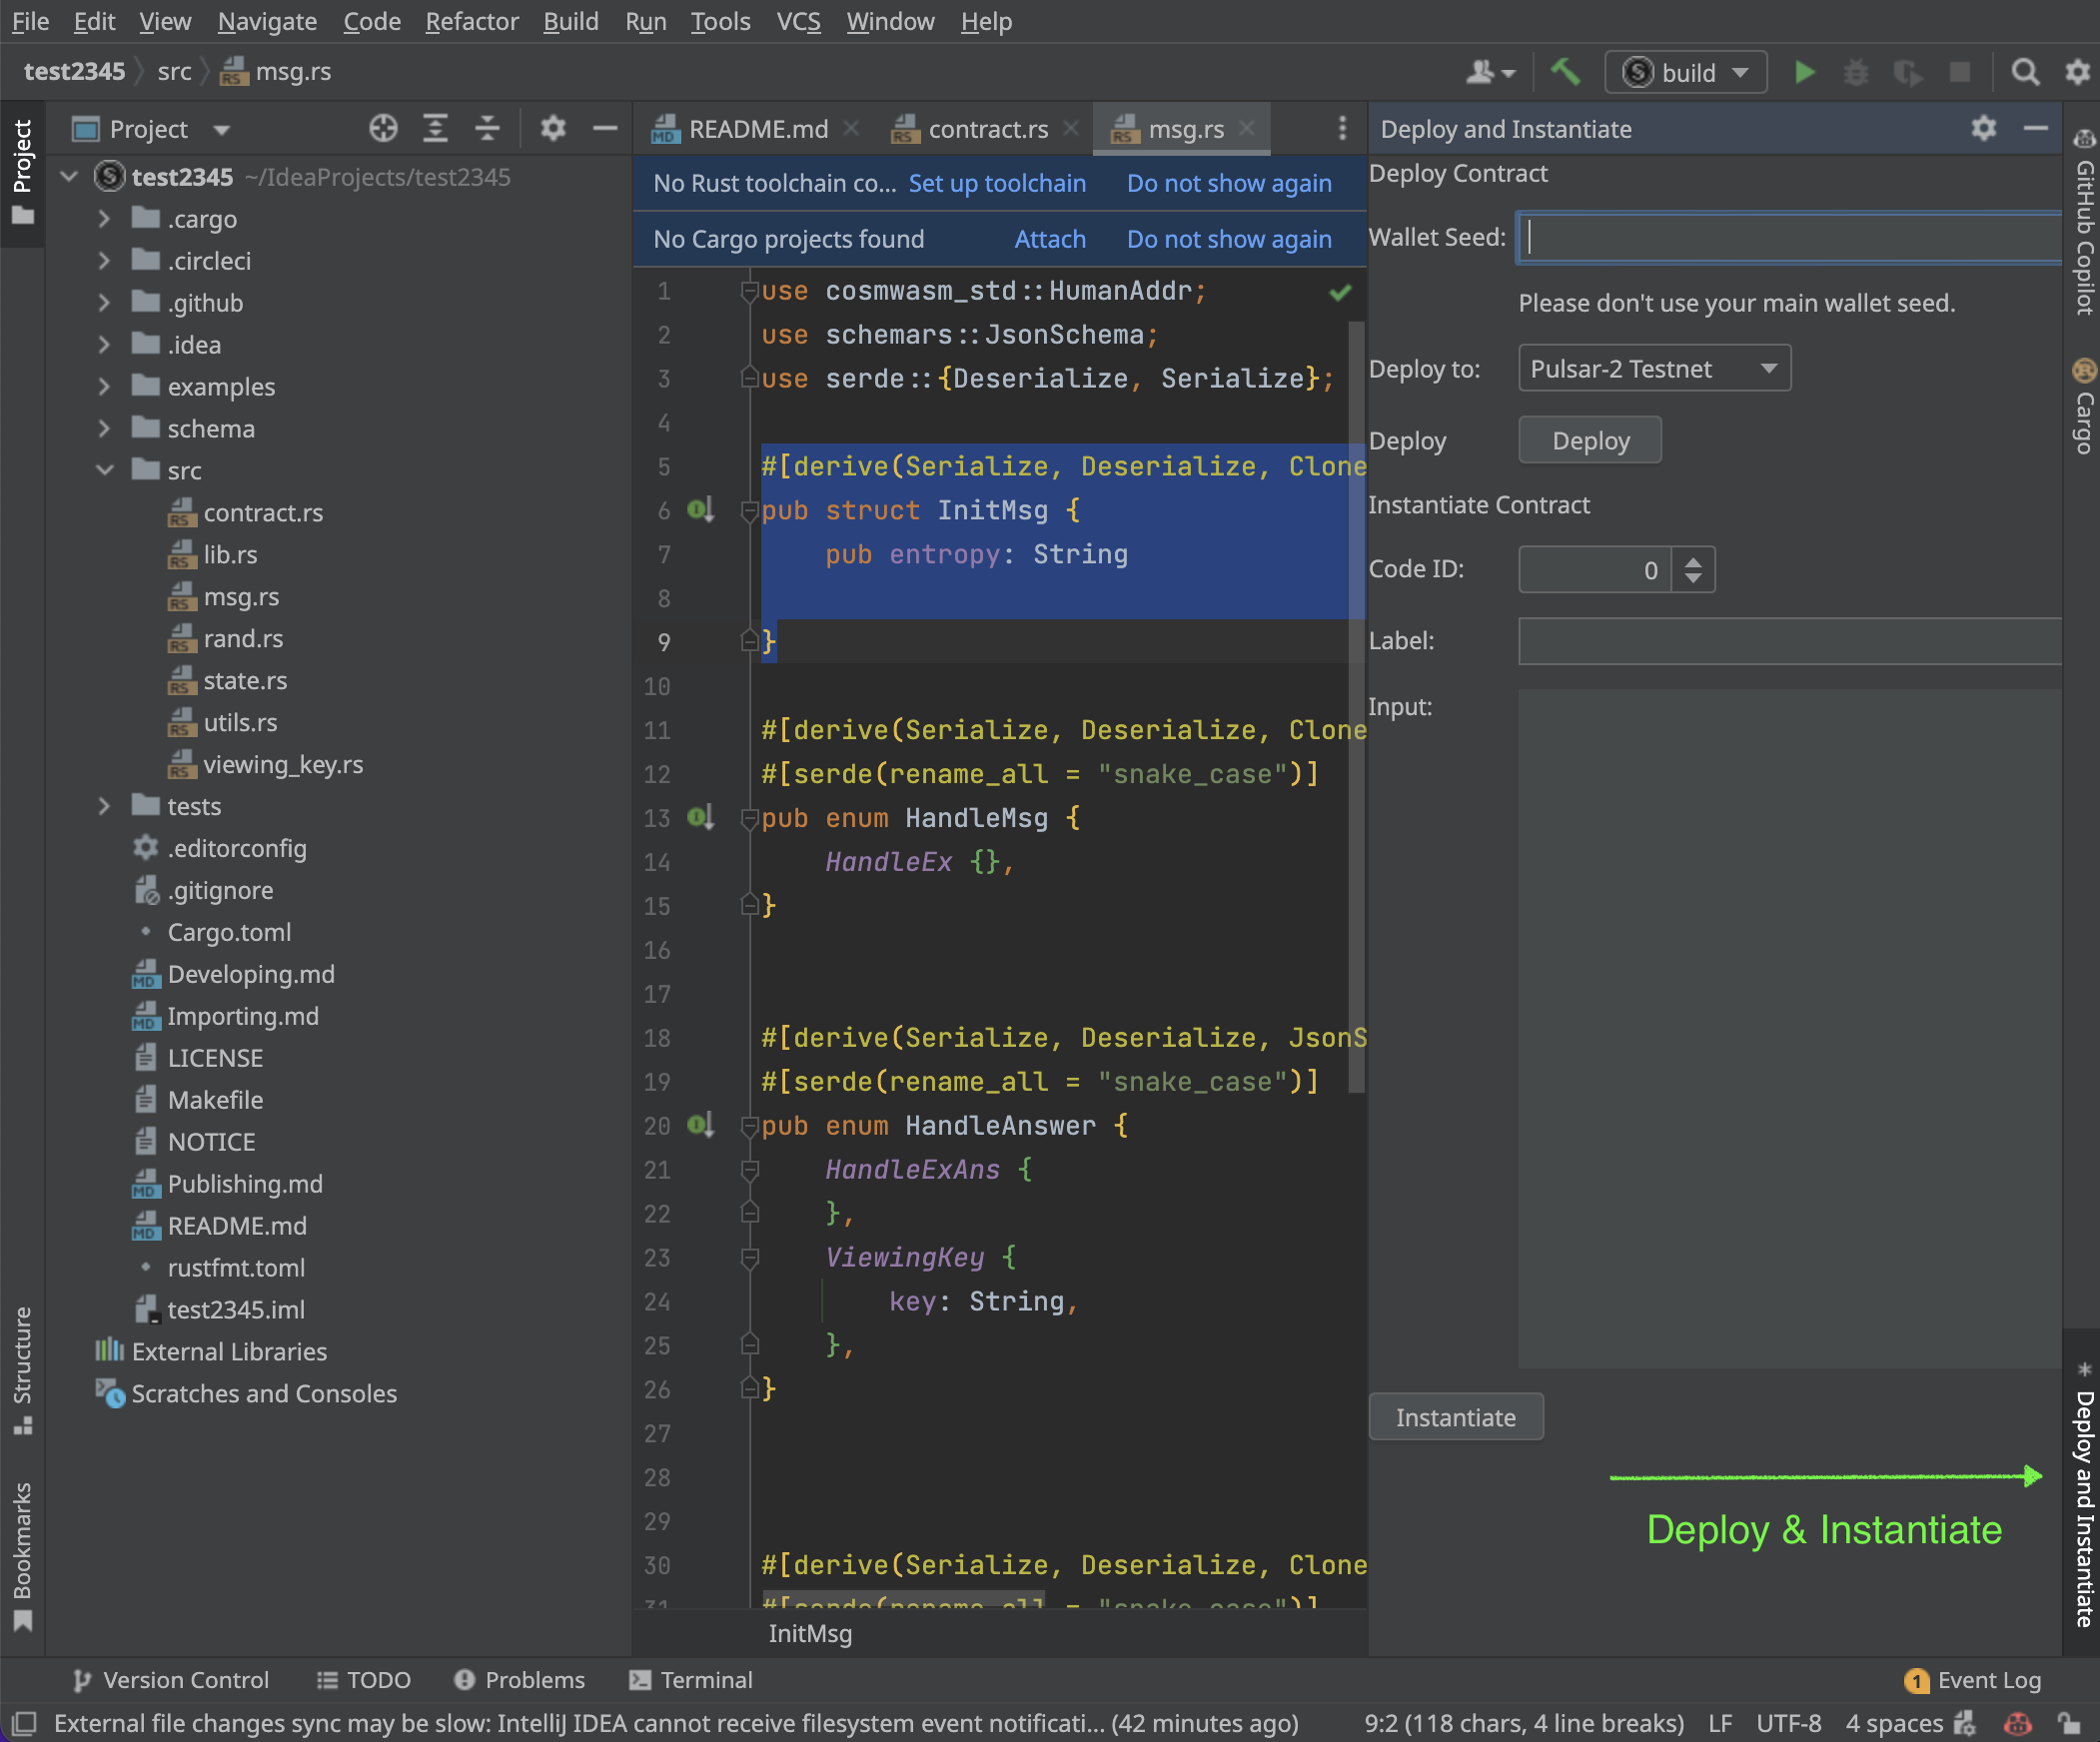 File Edit View Navigate Code Refactor Build Run Tools VCS Window Help
test2345 src msg.rs
build
Project
Project
test2345 ~/IdeaProjects/test2345
.cargo
.circleci
.github
.idea
examples
schema
src
contract.rs
lib.rs
msg.rs
rand.rs
state.rs
utils.rs
viewing_key.rs
tests
.editorconfig
.gitignore
Cargo.toml
Developing.md
Importing.md
LICENSE
Makefile
NOTICE
Publishing.md
README.md
rustfmt.toml
test2345.iml
External Libraries
Scratches and Consoles
Structure
Bookmarks
README.md contract.rs msg.rs
No Rust toolchain co... Set up toolchain Do not show again
No Cargo projects found Attach Do not show again
1 use cosmwasm_std::HumanAddr;
2 use schemars::JsonSchema;
3 use serde::{Deserialize, Serialize};
4
5 #[derive(Serialize, Deserialize, Clone
6 pub struct InitMsg {
7 pub entropy: String
8
9 }
10
11 #[derive(Serialize, Deserialize, Clone
12 #[serde(rename_all = "snake_case")]
13 pub enum HandleMsg {
14 HandleEx {},
15 }
16
17
18 #[derive(Serialize, Deserialize, JsonS
19 #[serde(rename_all = "snake_case")]
20 pub enum HandleAnswer {
21 HandleExAns {
22 },
23 ViewingKey {
24 key: String,
25 },
26 }
27
28
29
30 #[derive(Serialize, Deserialize, Clone
31 #[serde(rename_all = "snake_case")]
InitMsg
Deploy and Instantiate
Deploy Contract
Wallet Seed:
Please don't use your main wallet seed.
Deploy to: Pulsar-2 Testnet
Deploy Deploy
Instantiate Contract
Code ID: 0
Label:
Input:
Instantiate
Deploy & Instantiate
GitHub Copilot
Cargo
Deploy and Instantiate
Version Control TODO Problems Terminal 1 Event Log
External file changes sync may be slow: IntelliJ IDEA cannot receive filesystem event notificati... (42 minutes ago) 9:2 (118 chars, 4 line breaks) LF UTF-8 4 spaces